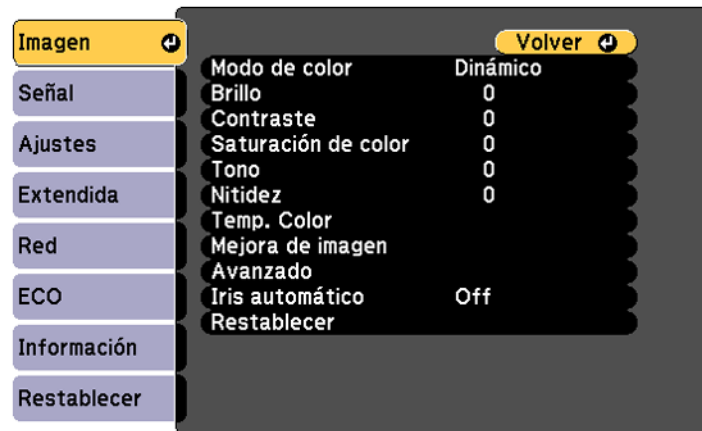 Imagen
Señal
Ajustes
Extendida
Red
ECO
Información
Restablecer
Volver
Modo de color Dinámico
Brillo 0
Contraste 0
Saturación de color 0
Tono 0
Nitidez 0
Temp. Color
Mejora de imagen
Avanzado
Iris automático Off
Restablecer